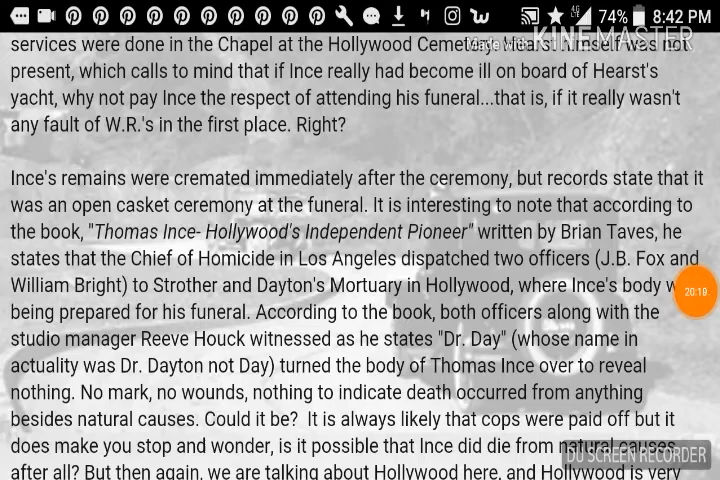 74% 8:42 PM
services were done in the Chapel at the Hollywood Cemetery. Hearst himself was not
Made with KINEMASTER
present, which calls to mind that if Ince really had become ill on board of Hearst's
yacht, why not pay Ince the respect of attending his funeral...that is, if it really wasn't
any fault of W.R.'s in the first place. Right?
Ince's remains were cremated immediately after the ceremony, but records state that it
was an open casket ceremony at the funeral. It is interesting to note that according to
the book, "Thomas Ince- Hollywood's Independent Pioneer" written by Brian Taves, he
states that the Chief of Homicide in Los Angeles dispatched two officers (J.B. Fox and
William Bright) to Strother and Dayton's Mortuary in Hollywood, where Ince's body
20:19
being prepared for his funeral. According to the book, both officers along with the
studio manager Reeve Houck witnessed as he states "Dr. Day" (whose name in
actuality was Dr. Dayton not Day) turned the body of Thomas Ince over to reveal
nothing. No mark, no wounds, nothing to indicate death occurred from anything
besides natural causes. Could it be? It is always likely that cops were paid off but it
does make you stop and wonder, is it possible that Ince did die from natural causes
DU SCREEN RECORDER
after all? But then again, we are talking about Hollywood here, and Hollywood is very